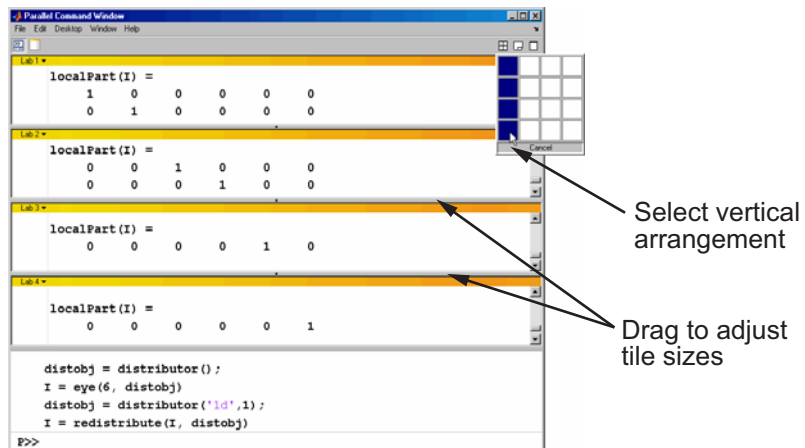 Parallel Command Window
File Edit Desktop Window Help
Lab 1
localPart(I) =
1 0 0 0 0 0
0 1 0 0 0 0
Cancel
Lab 2
localPart(I) =
0 0 1 0 0 0
0 0 0 1 0 0
Select vertical
arrangement
Lab 3
localPart(I) =
0 0 0 0 1 0
Lab 4
localPart(I) =
0 0 0 0 0 1
Drag to adjust
tile sizes
distobj = distributor();
I = eye(6, distobj)
distobj = distributor('1d',1);
I = redistribute(I, distobj)
P>>